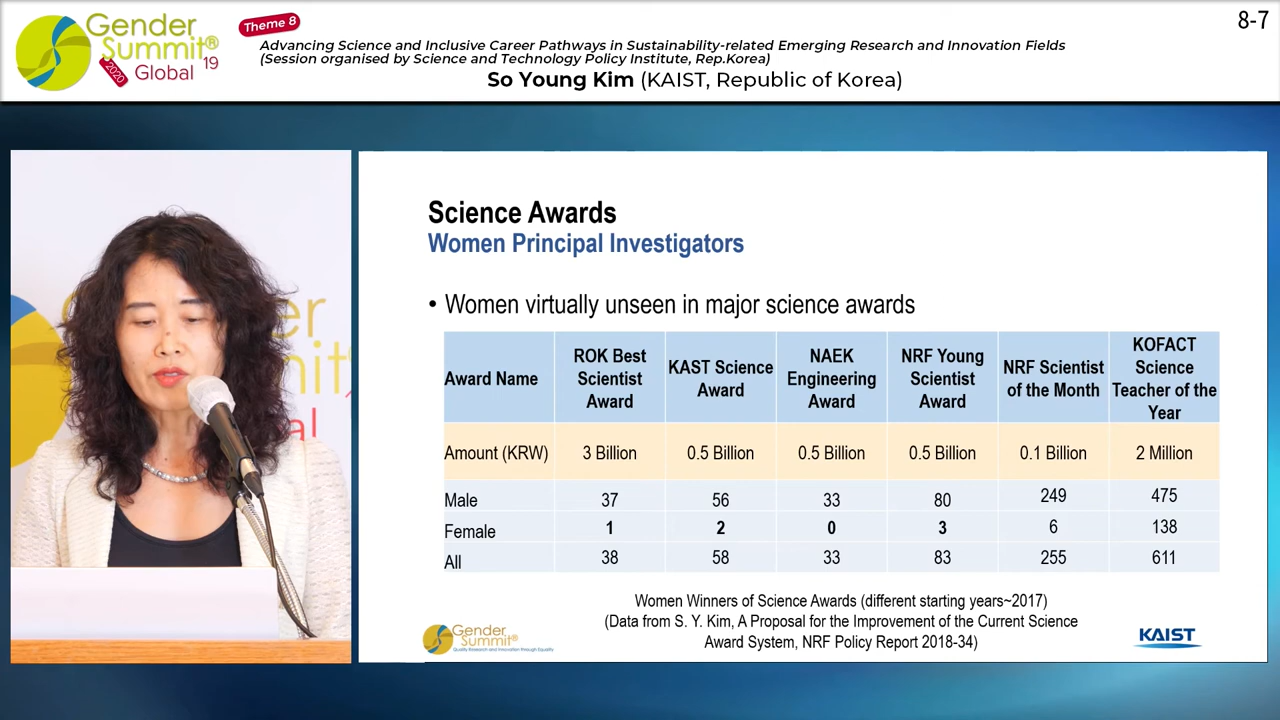 Gender
Summit®
Global 19
2020
Theme 8
Advancing Science and Inclusive Career Pathways in Sustainability-related Emerging Research and Innovation Fields
(Session organised by Science and Technology Policy Institute, Rep.Korea)
So Young Kim (KAIST, Republic of Korea)
8-7
Science Awards
Women Principal Investigators
• Women virtually unseen in major science awards
Award Name ROK Best Scientist Award KAST Science Award NAEK Engineering Award NRF Young Scientist Award NRF Scientist of the Month KOFACT Science Teacher of the Year
Amount (KRW) 3 Billion 0.5 Billion 0.5 Billion 0.5 Billion 0.1 Billion 2 Million
Male 37 56 33 80 249 475
Female 1 2 0 3 6 138
All 38 58 33 83 255 611
Women Winners of Science Awards (different starting years~2017)
(Data from S. Y. Kim, A Proposal for the Improvement of the Current Science
Award System, NRF Policy Report 2018-34)
Gender
Summit®
Quality Research and Innovation through Equality
KAIST